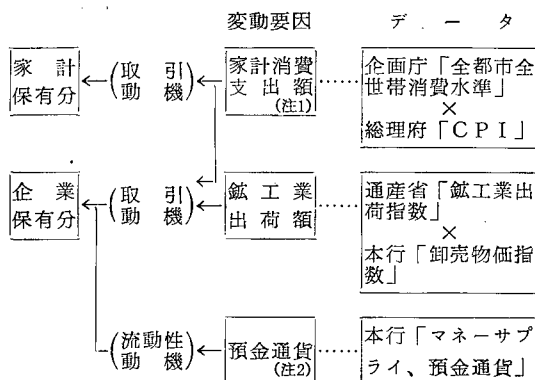 変動要因 データ
家計
保有分
(取引
動機)
家計消費
支出額
(注1)
企画庁「全都市全
世帯消費水準」
×
総理府「CPI」
企業
保有分
(取引
動機)
鉱工業
出荷額
通産省「鉱工業出
荷指数」
×
本行「卸売物価指
数」
(流動性
動機)
預金通貨
(注2)
本行「マネーサプ
ライ、預金通貨」